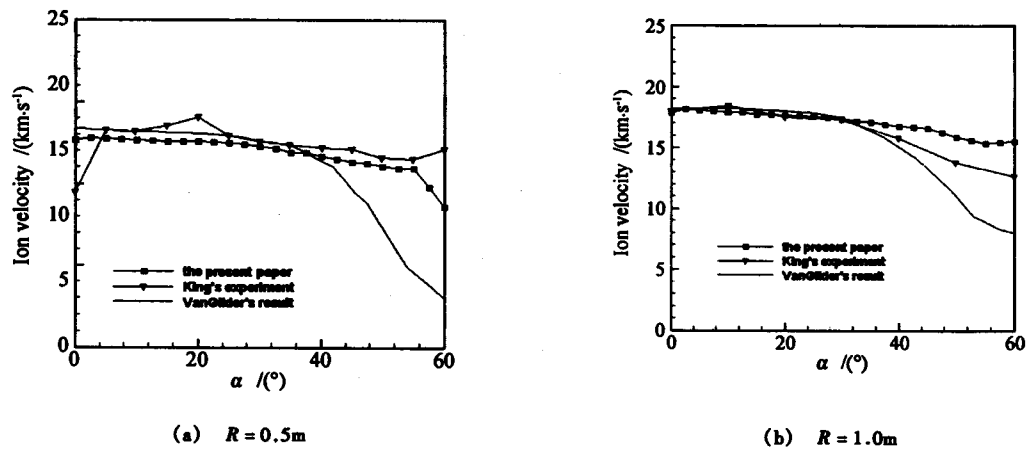 25
20
15
10
5
0
Ion velocity /(km·s⁻¹)
the present paper
King's experiment
VanGilder's result
0 20 40 60
α /(°)
(a) R = 0.5m
25
20
15
10
5
0
Ion velocity /(km·s⁻¹)
the present paper
King's experiment
VanGilder's result
0 20 40 60
α /(°)
(b) R = 1.0m